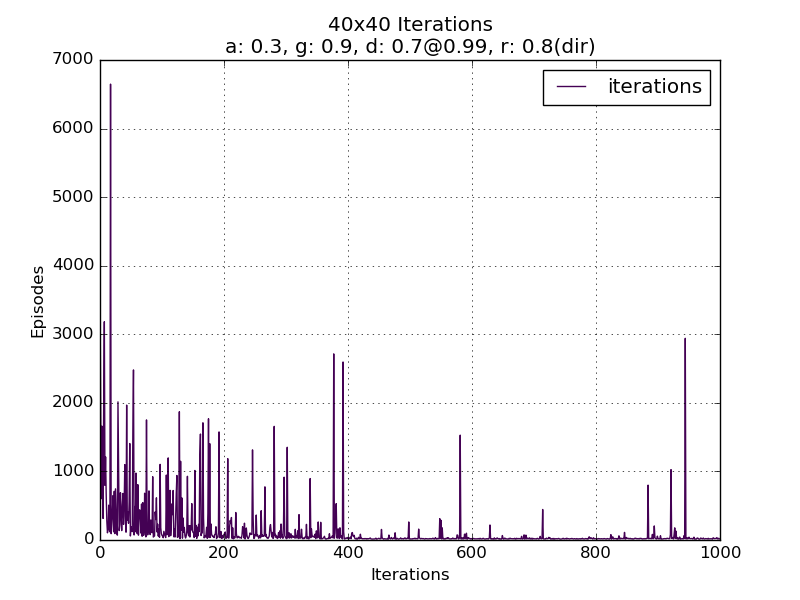 40x40 Iterations
a: 0.3, g: 0.9, d: 0.7@0.99, r: 0.8(dir)
7000
iterations
6000
5000
4000
Episodes
3000
2000
1000
0
0 200 400 600 800 1000
Iterations